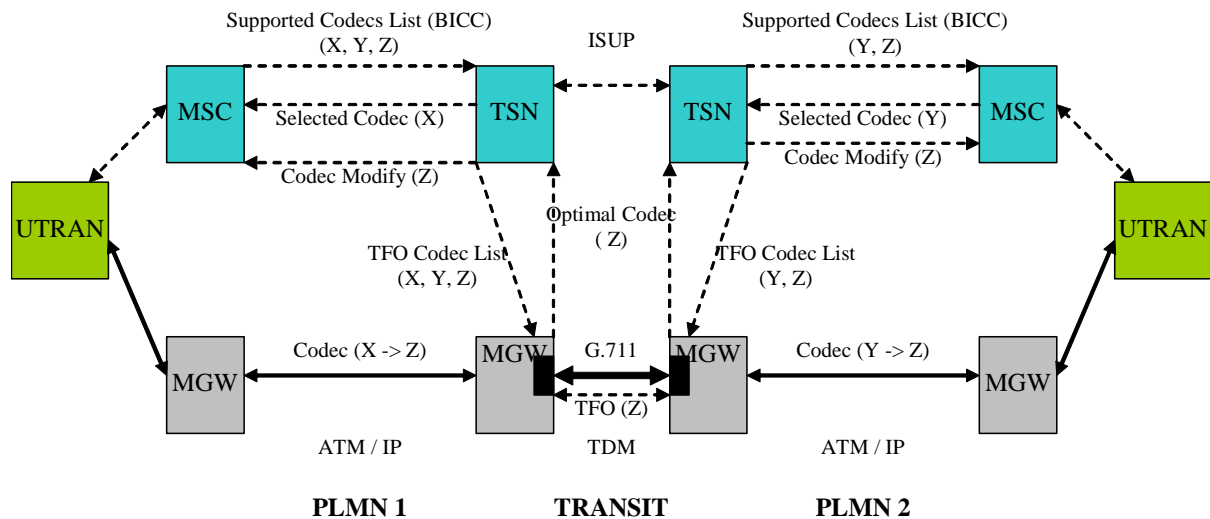 Supported Codecs List (BICC)
(X, Y, Z)
ISUP
Supported Codecs List (BICC)
(Y, Z)
MSC
TSN
TSN
MSC
Selected Codec (X)
Selected Codec (Y)
Codec Modify (Z)
Codec Modify (Z)
UTRAN
UTRAN
Optimal Codec
( Z)
TFO Codec List
(X, Y, Z)
TFO Codec List
(Y, Z)
MGW
Codec (X -> Z)
MGW
G.711
MGW
Codec (Y -> Z)
MGW
TFO (Z)
ATM / IP
TDM
ATM / IP
PLMN 1
TRANSIT
PLMN 2